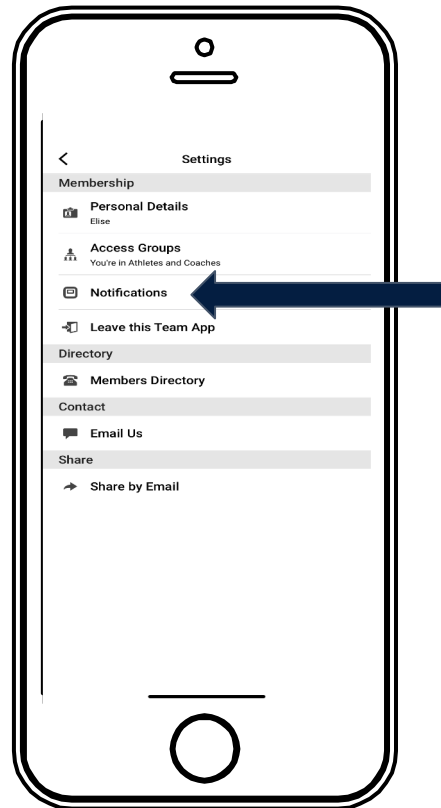 Settings
Membership
Personal Details
Elise
Access Groups
You're in Athletes and Coaches
Notifications
Leave this Team App
Directory
Members Directory
Contact
Email Us
Share
Share by Email